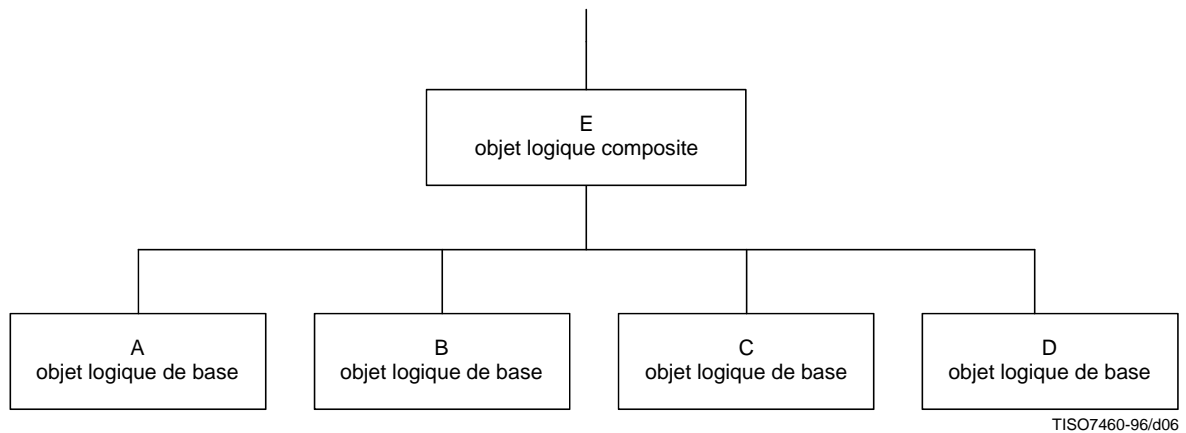 E
objet logique composite
A
objet logique de base
B
objet logique de base
C
objet logique de base
D
objet logique de base
TISO7460-96/d06